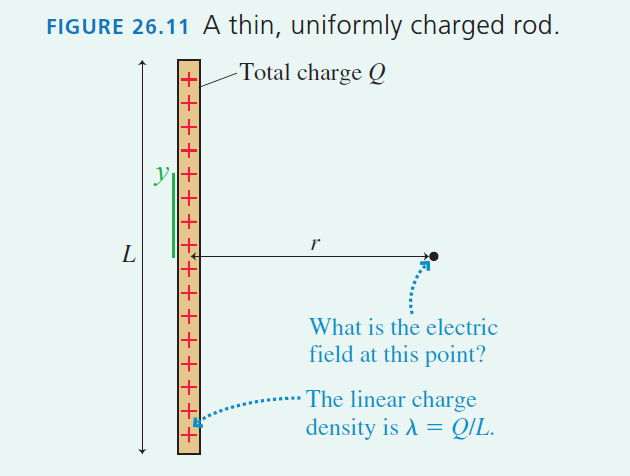 FIGURE 26.11 A thin, uniformly charged rod.
Total charge Q
y
L
r
What is the electric
field at this point?
The linear charge
density is λ = Q/L.